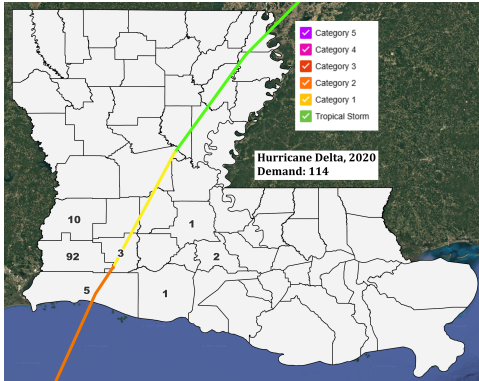 Category 5
Category 4
Category 3
Category 2
Category 1
Tropical Storm
Hurricane Delta, 2020
Demand: 114
10
1
92
3
2
5
1